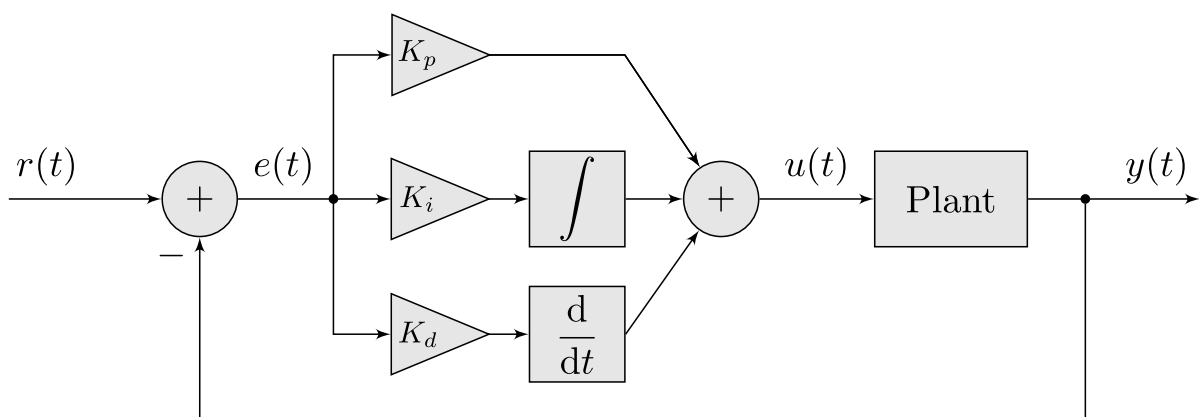 K_p
r(t)
+
e(t)
K_i
∫
+
u(t)
Plant
y(t)
−
K_d
d
dt